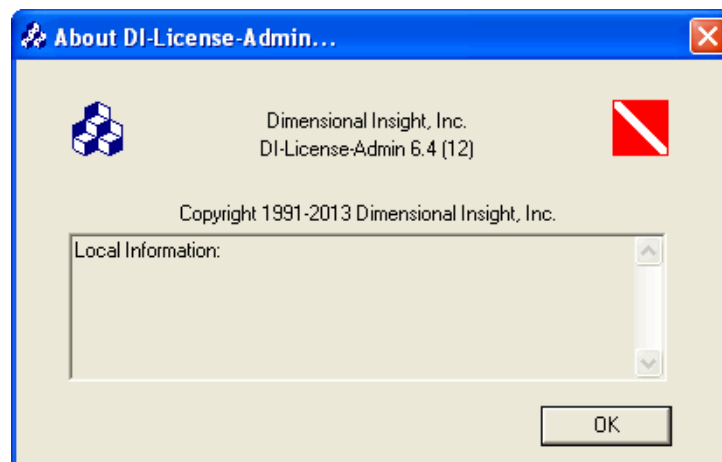 About DI-License-Admin...
Dimensional Insight, Inc.
DI-License-Admin 6.4 (12)
Copyright 1991-2013 Dimensional Insight, Inc.
Local Information:
OK